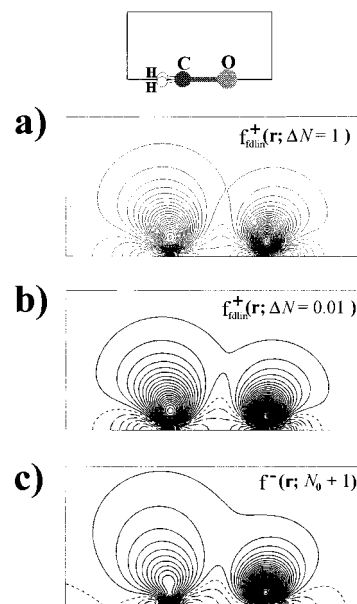 C O
H
H
a)
f⁺fdlin(r; ΔN = 1 )
b)
f⁺fdlin(r; ΔN = 0.01 )
c)
f⁻(r; N₀ + 1)